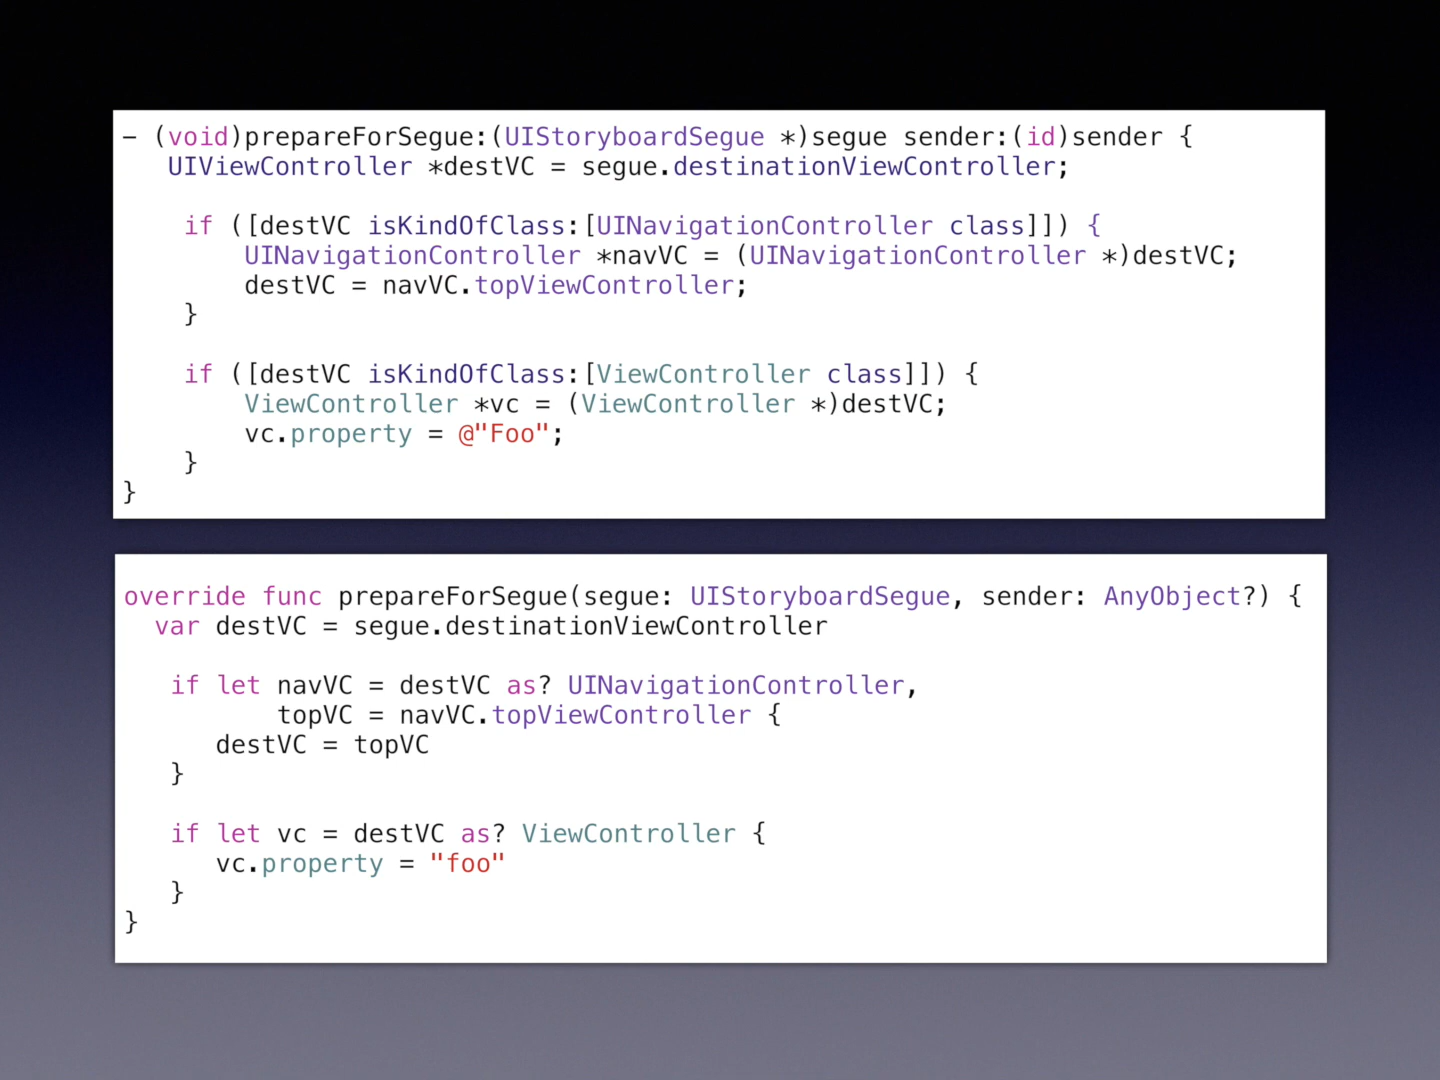 - (void)prepareForSegue:(UIStoryboardSegue *)segue sender:(id)sender {
UIViewController *destVC = segue.destinationViewController;
if ([destVC isKindOfClass:[UINavigationController class]]) {
UINavigationController *navVC = (UINavigationController *)destVC;
destVC = navVC.topViewController;
}
if ([destVC isKindOfClass:[ViewController class]]) {
ViewController *vc = (ViewController *)destVC;
vc.property = @"Foo";
}
}
override func prepareForSegue(segue: UIStoryboardSegue, sender: AnyObject?) {
var destVC = segue.destinationViewController
if let navVC = destVC as? UINavigationController,
topVC = navVC.topViewController {
destVC = topVC
}
if let vc = destVC as? ViewController {
vc.property = "foo"
}
}